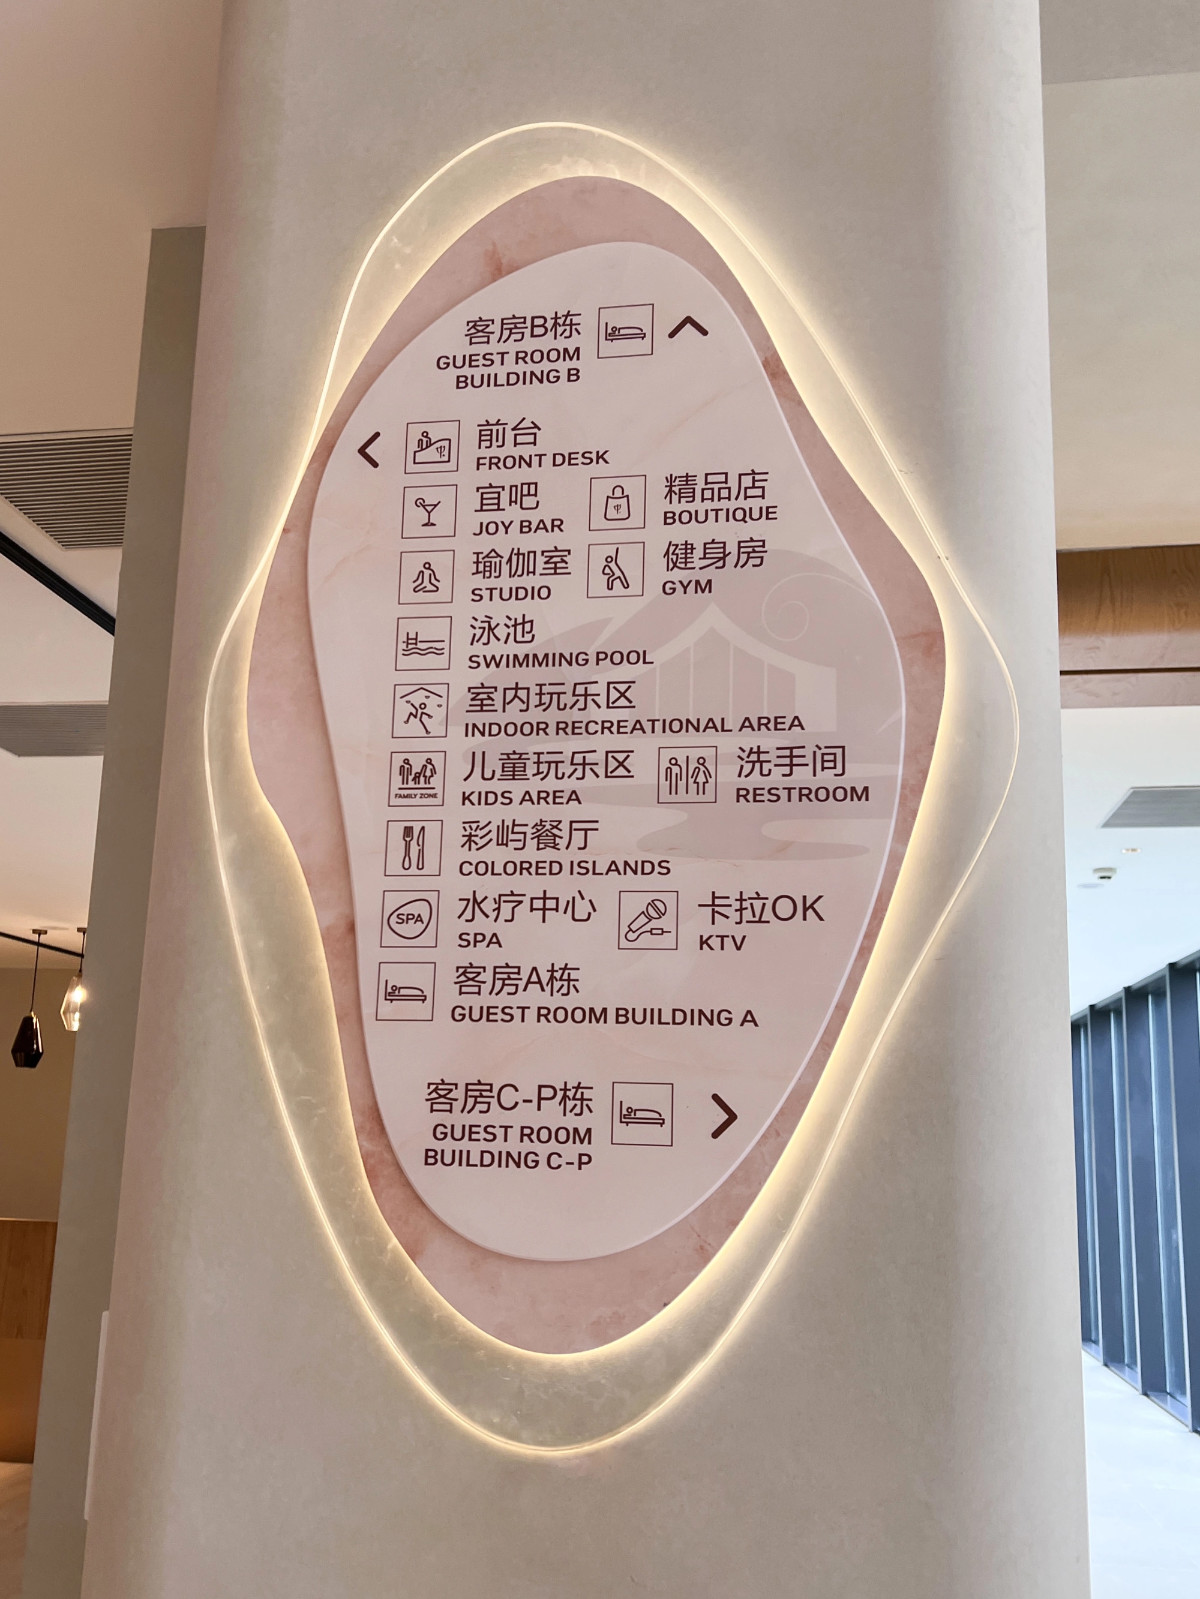 客房B栋
GUEST ROOM
BUILDING B
前台
FRONT DESK
宜吧
JOY BAR
精品店
BOUTIQUE
瑜伽室
STUDIO
健身房
GYM
泳池
SWIMMING POOL
室内玩乐区
INDOOR RECREATIONAL AREA
FAMILY ZONE
儿童玩乐区
KIDS AREA
洗手间
RESTROOM
彩屿餐厅
COLORED ISLANDS
SPA
水疗中心
SPA
卡拉OK
KTV
客房A栋
GUEST ROOM BUILDING A
客房C-P栋
GUEST ROOM
BUILDING C-P